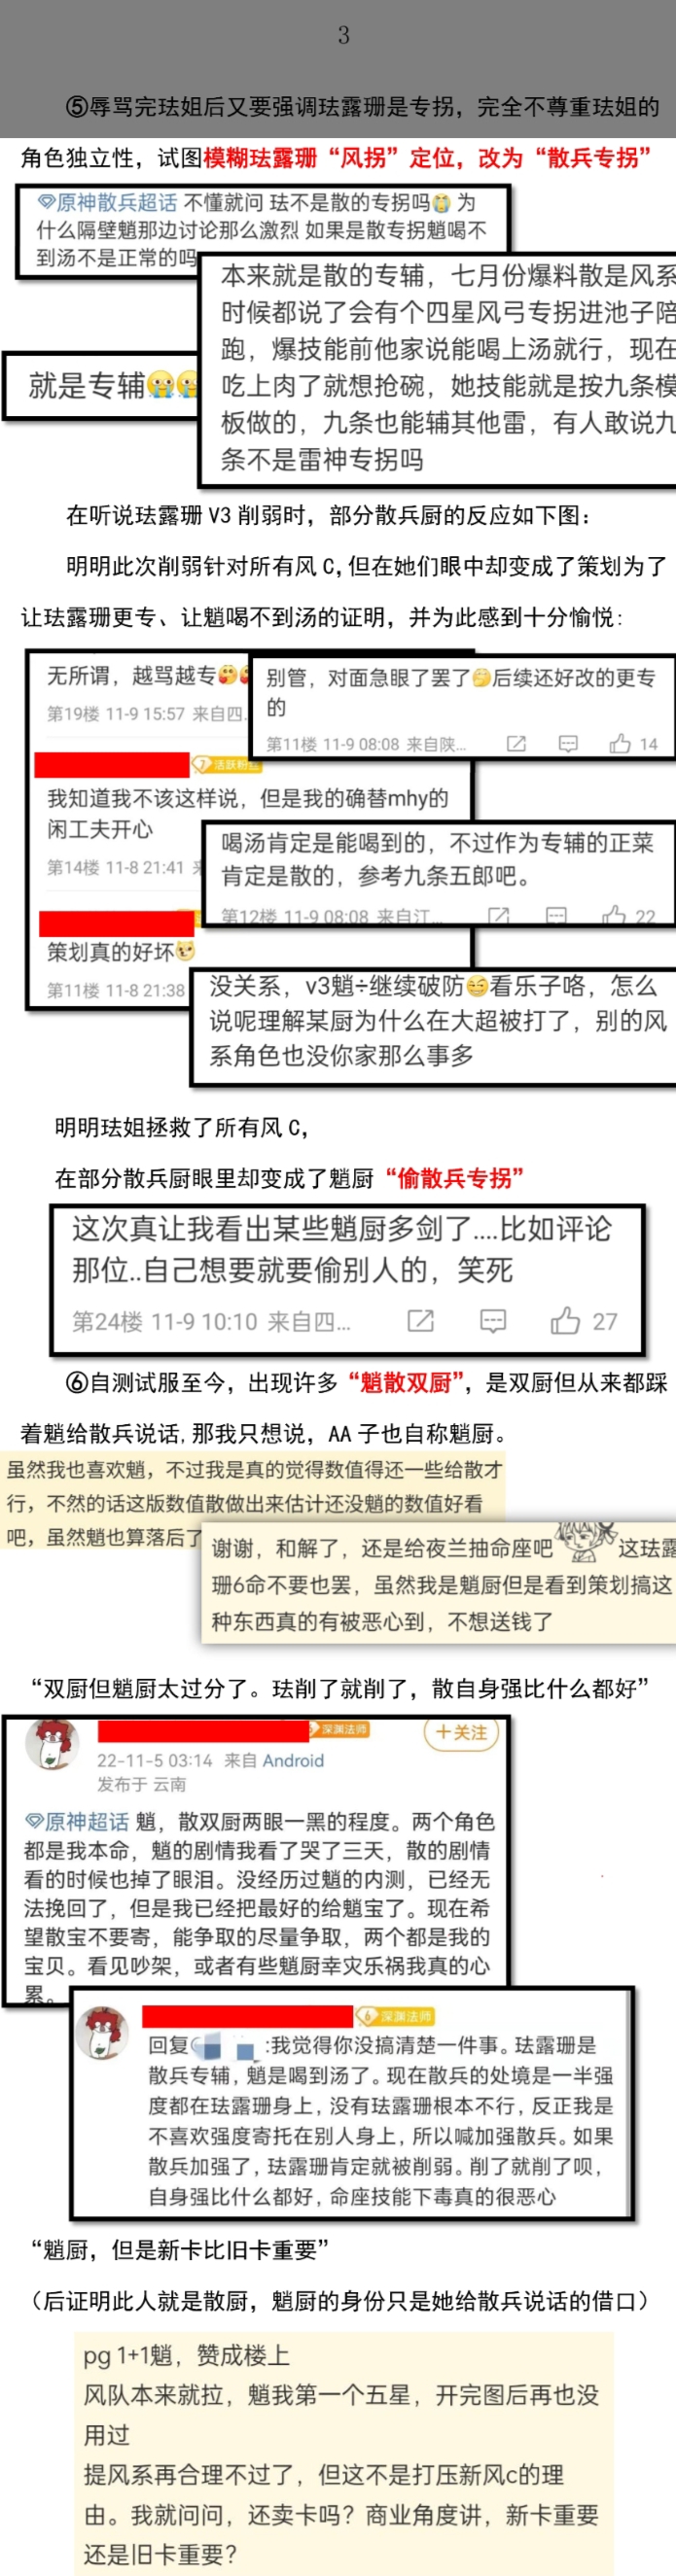 3
⑤辱骂完珐姐后又要强调珐露珊是专拐，完全不尊重珐姐的
角色独立性，试图模糊珐露珊“风拐”定位，改为“散兵专拐”
原神散兵超话 不懂就问 珐不是散的专拐吗😭 为
什么隔壁魈那边讨论那么激烈 如果是散专拐魈喝不
到汤不是正常的吗
本来就是散的专辅，七月份爆料散是风系
时候都说了会有个四星风弓专拐进池子陪
跑，爆技能前他家说能喝上汤就行，现在
吃上肉了就想抢碗，她技能就是按九条模
板做的，九条也能辅其他雷，有人敢说九
条不是雷神专拐吗
就是专辅😭😭
在听说珐露珊 V3 削弱时，部分散兵厨的反应如下图：
明明此次削弱针对所有风 C，但在她们眼中却变成了策划为了
让珐露珊更专、让魈喝不到汤的证明，并为此感到十分愉悦：
无所谓，越骂越专
第19楼 11-9 15:57 来自四.
别管，对面急眼了罢了🤭后续还好改的更专
的
第11楼 11-9 08:08 来自陕... 14
7 活跃粉丝
我知道我不该这样说，但是我的确替mhy的
闲工夫开心
第14楼 11-8 21:41
喝汤肯定是能喝到的，不过作为专辅的正菜
肯定是散的，参考九条五郎吧。
第12楼 11-9 08:08 来自江... 22
策划真的好坏
第11楼 11-8 21:38
没关系，v3魈÷继续破防😆看乐子咯，怎么
说呢理解某厨为什么在大超被打了，别的风
系角色也没你家那么事多
明明珐姐拯救了所有风 C，
在部分散兵厨眼里却变成了魈厨“偷散兵专拐”
这次真让我看出某些魈厨多剑了....比如评论
那位..自己想要就要偷别人的，笑死
第24楼 11-9 10:10 来自四... 27
⑥自测试服至今，出现许多“魈散双厨”，是双厨但从来都踩
着魈给散兵说话,那我只想说，AA 子也自称魈厨。
虽然我也喜欢魈，不过我是真的觉得数值得还一些给散才
行，不然的话这版数值散做出来估计还没魈的数值好看
吧，虽然魈也算落后了
谢谢，和解了，还是给夜兰抽命座吧 这珐露
珊6命不要也罢，虽然我是魈厨但是看到策划搞这
种东西真的有被恶心到，不想送钱了
“双厨但魈厨太过分了。珐削了就削了，散自身强比什么都好”
深渊法师
＋关注
22-11-5 03:14 来自 Android
发布于 云南
原神超话 魈，散双厨两眼一黑的程度。两个角色
都是我本命，魈的剧情我看了哭了三天，散的剧情
看的时候也掉了眼泪。没经历过魈的内测，已经无
法挽回了，但是我已经把最好的给魈宝了。现在希
望散宝不要寄，能争取的尽量争取，两个都是我的
宝贝。看见吵架，或者有些魈厨幸灾乐祸我真的心
累。
6 深渊法师
回复 :我觉得你没搞清楚一件事。珐露珊是
散兵专辅，魈是喝到汤了。现在散兵的处境是一半强
度都在珐露珊身上，没有珐露珊根本不行，反正我是
不喜欢强度寄托在别人身上，所以喊加强散兵。如果
散兵加强了，珐露珊肯定就被削弱。削了就削了呗，
自身强比什么都好，命座技能下毒真的很恶心
“魈厨，但是新卡比旧卡重要”
（后证明此人就是散厨，魈厨的身份只是她给散兵说话的借口）
pg 1+1魈，赞成楼上
风队本来就拉，魈我第一个五星，开完图后再也没
用过
提风系再合理不过了，但这不是打压新风c的理
由。我就问问，还卖卡吗？商业角度讲，新卡重要
还是旧卡重要？